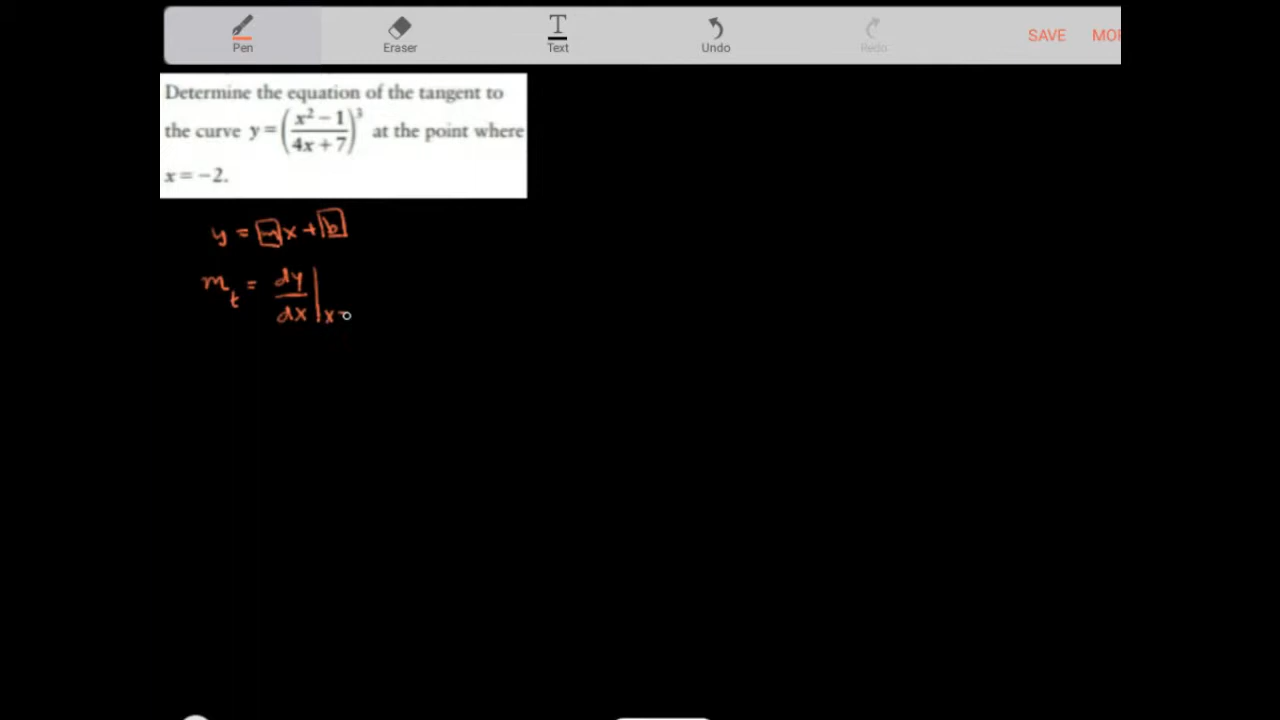 Pen Eraser Text Undo Redo SAVE MOR
Determine the equation of the tangent to
the curve y = ((x² − 1)/(4x + 7))³ at the point where
x = −2.
y = mx + b
m_t = dy/dx |x =